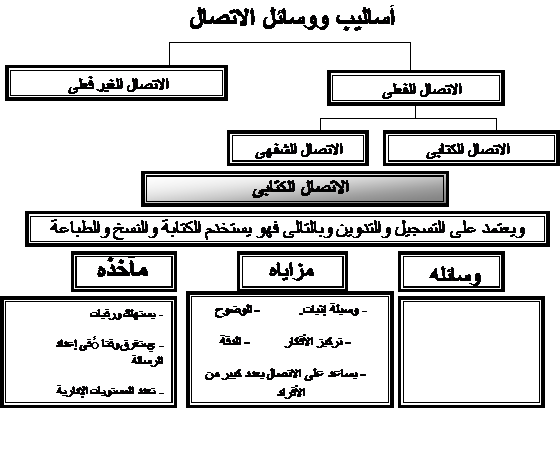 أساليب ووسائل الاتصال
الاتصال الفعلى
الاتصال الغير فعلى
الاتصال الكتابى
الاتصال الشفهى
الاتصال الكتابى
ويعتمد على التسجيل والتدوين وبالتالى فهو يستخدم الكتابة والنسخ والطباعة
وسائله
مزاياه
مآخذه
- وسيلة إثبات. - الوضوح
- تركيز الأفكار - الدقة
- يساعد على الاتصال بعدد كبير من
الأفراد
- يستهلك ورقيات
- يستغرق وقتا ً فى إعداد
الرسالة
- تعدد المستويات الإدارية